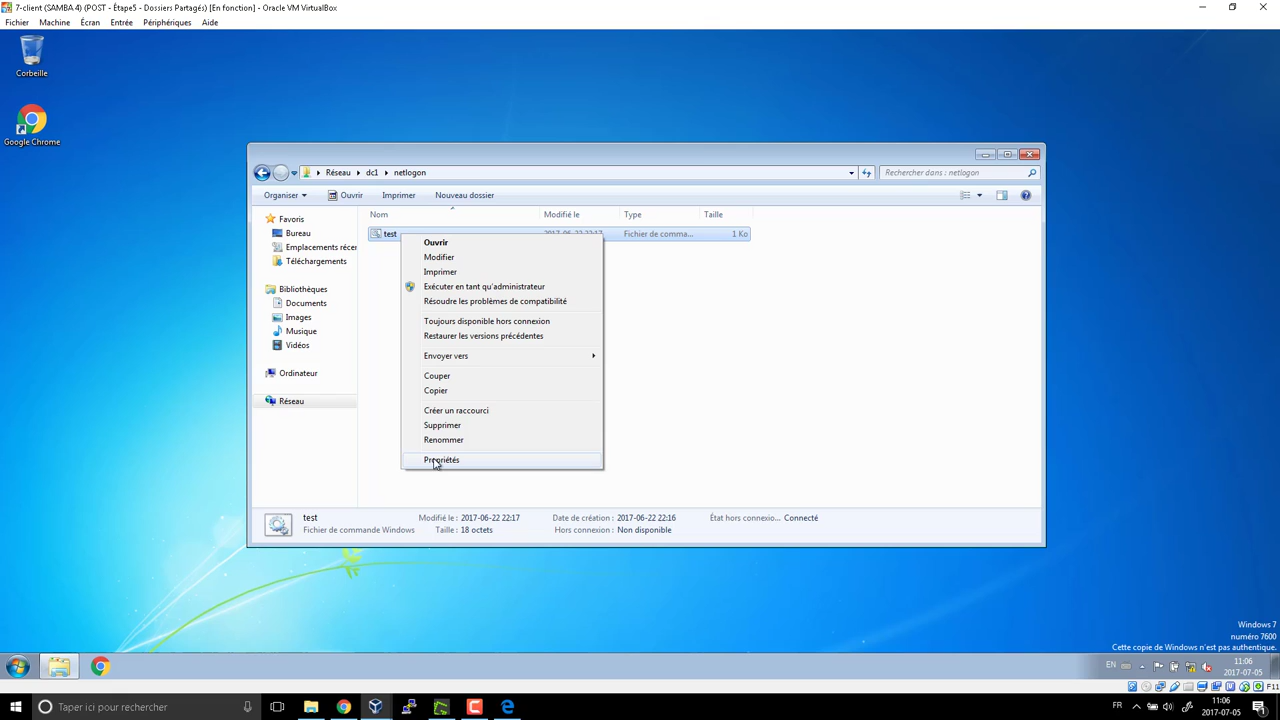 7-client (SAMBA 4) (POST - Étape5 - Dossiers Partagés) [En fonction] - Oracle VM VirtualBox
Fichier Machine Écran Entrée Périphériques Aide
Corbeille
Google Chrome
Réseau dc1 netlogon
Rechercher dans : netlogon
Organiser Ouvrir Imprimer Nouveau dossier
Favoris
Bureau
Emplacements récer
Téléchargements
Bibliothèques
Documents
Images
Musique
Vidéos
Ordinateur
Réseau
Nom Modifié le Type Taille
test 2017-06-22 22:17 Fichier de comma... 1 Ko
Ouvrir
Modifier
Imprimer
Exécuter en tant qu'administrateur
Résoudre les problèmes de compatibilité
Toujours disponible hors connexion
Restaurer les versions précédentes
Envoyer vers
Couper
Copier
Créer un raccourci
Supprimer
Renommer
Propriétés
test Modifié le : 2017-06-22 22:17 Date de création : 2017-06-22 22:16 État hors connexio... Connecté
Fichier de commande Windows Taille : 18 octets Hors connexion : Non disponible
Windows 7
numéro 7600
Cette copie de Windows n'est pas authentique.
EN 11:06
2017-07-05
F11
Taper ici pour rechercher
FR 11:06
2017-07-05
1